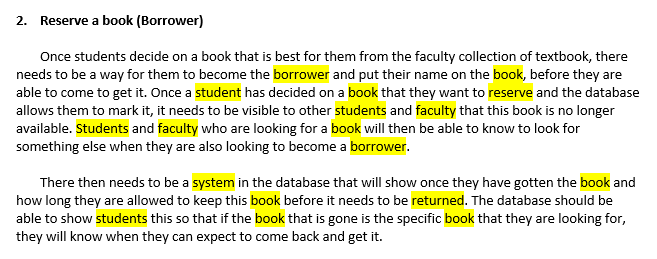 2. Reserve a book (Borrower)
Once students decide on a book that is best for them from the faculty collection of textbook, there
needs to be a way for them to become the borrower and put their name on the book, before they are
able to come to get it. Once a student has decided on a book that they want to reserve and the database
allows them to mark it, it needs to be visible to other students and faculty that this book is no longer
available. Students and faculty who are looking for a book will then be able to know to look for
something else when they are also looking to become a borrower.
There then needs to be a system in the database that will show once they have gotten the book and
how long they are allowed to keep this book before it needs to be returned. The database should be
able to show students this so that if the book that is gone is the specific book that they are looking for,
they will know when they can expect to come back and get it.